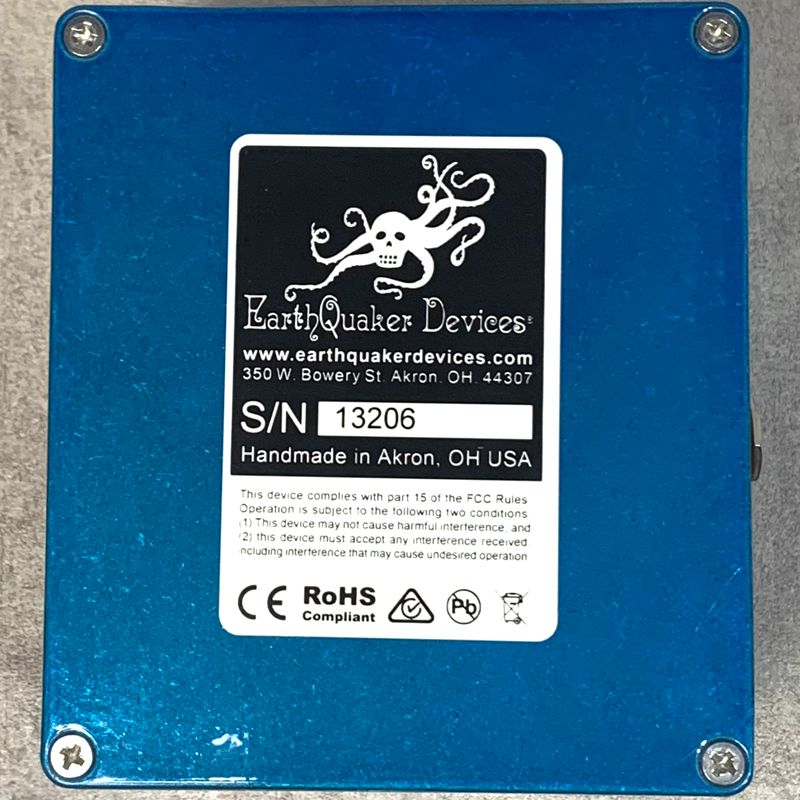 EarthQuaker Devices®
www.earthquakerdevices.com
350 W. Bowery St. Akron. OH. 44307
S/N 13206
Handmade in Akron, OH USA
This device complies with part 15 of the FCC Rules
Operation is subject to the following two conditions
(1) This device may not cause harmful interference, and
(2) this device must accept any interference received.
including interference that may cause undesired operation
CE RoHS
Compliant
Pb